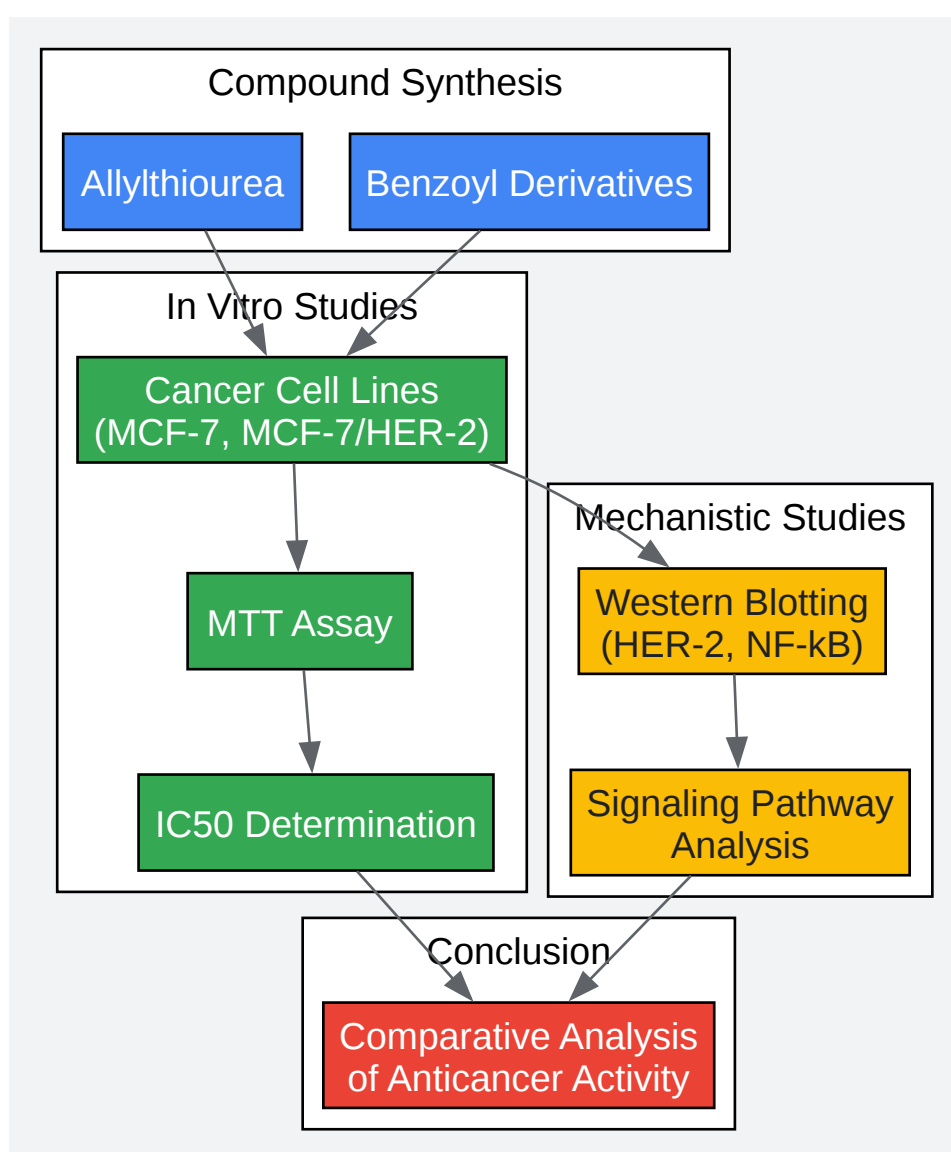 Compound Synthesis
Allylthiourea
Benzoyl Derivatives
In Vitro Studies
Cancer Cell Lines
(MCF-7, MCF-7/HER-2)
MTT Assay
IC50 Determination
Mechanistic Studies
Western Blotting
(HER-2, NF-kB)
Signaling Pathway
Analysis
Conclusion
Comparative Analysis
of Anticancer Activity